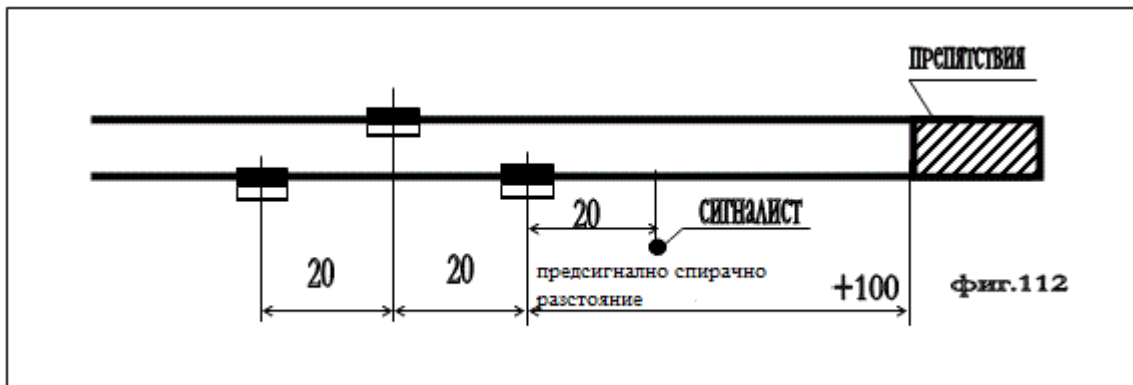 ПРЕПЯТСТВИЯ
20
СИГНАЛИСТ
20
20
предсигнално спирачно
разстояние
+100
фиг.112